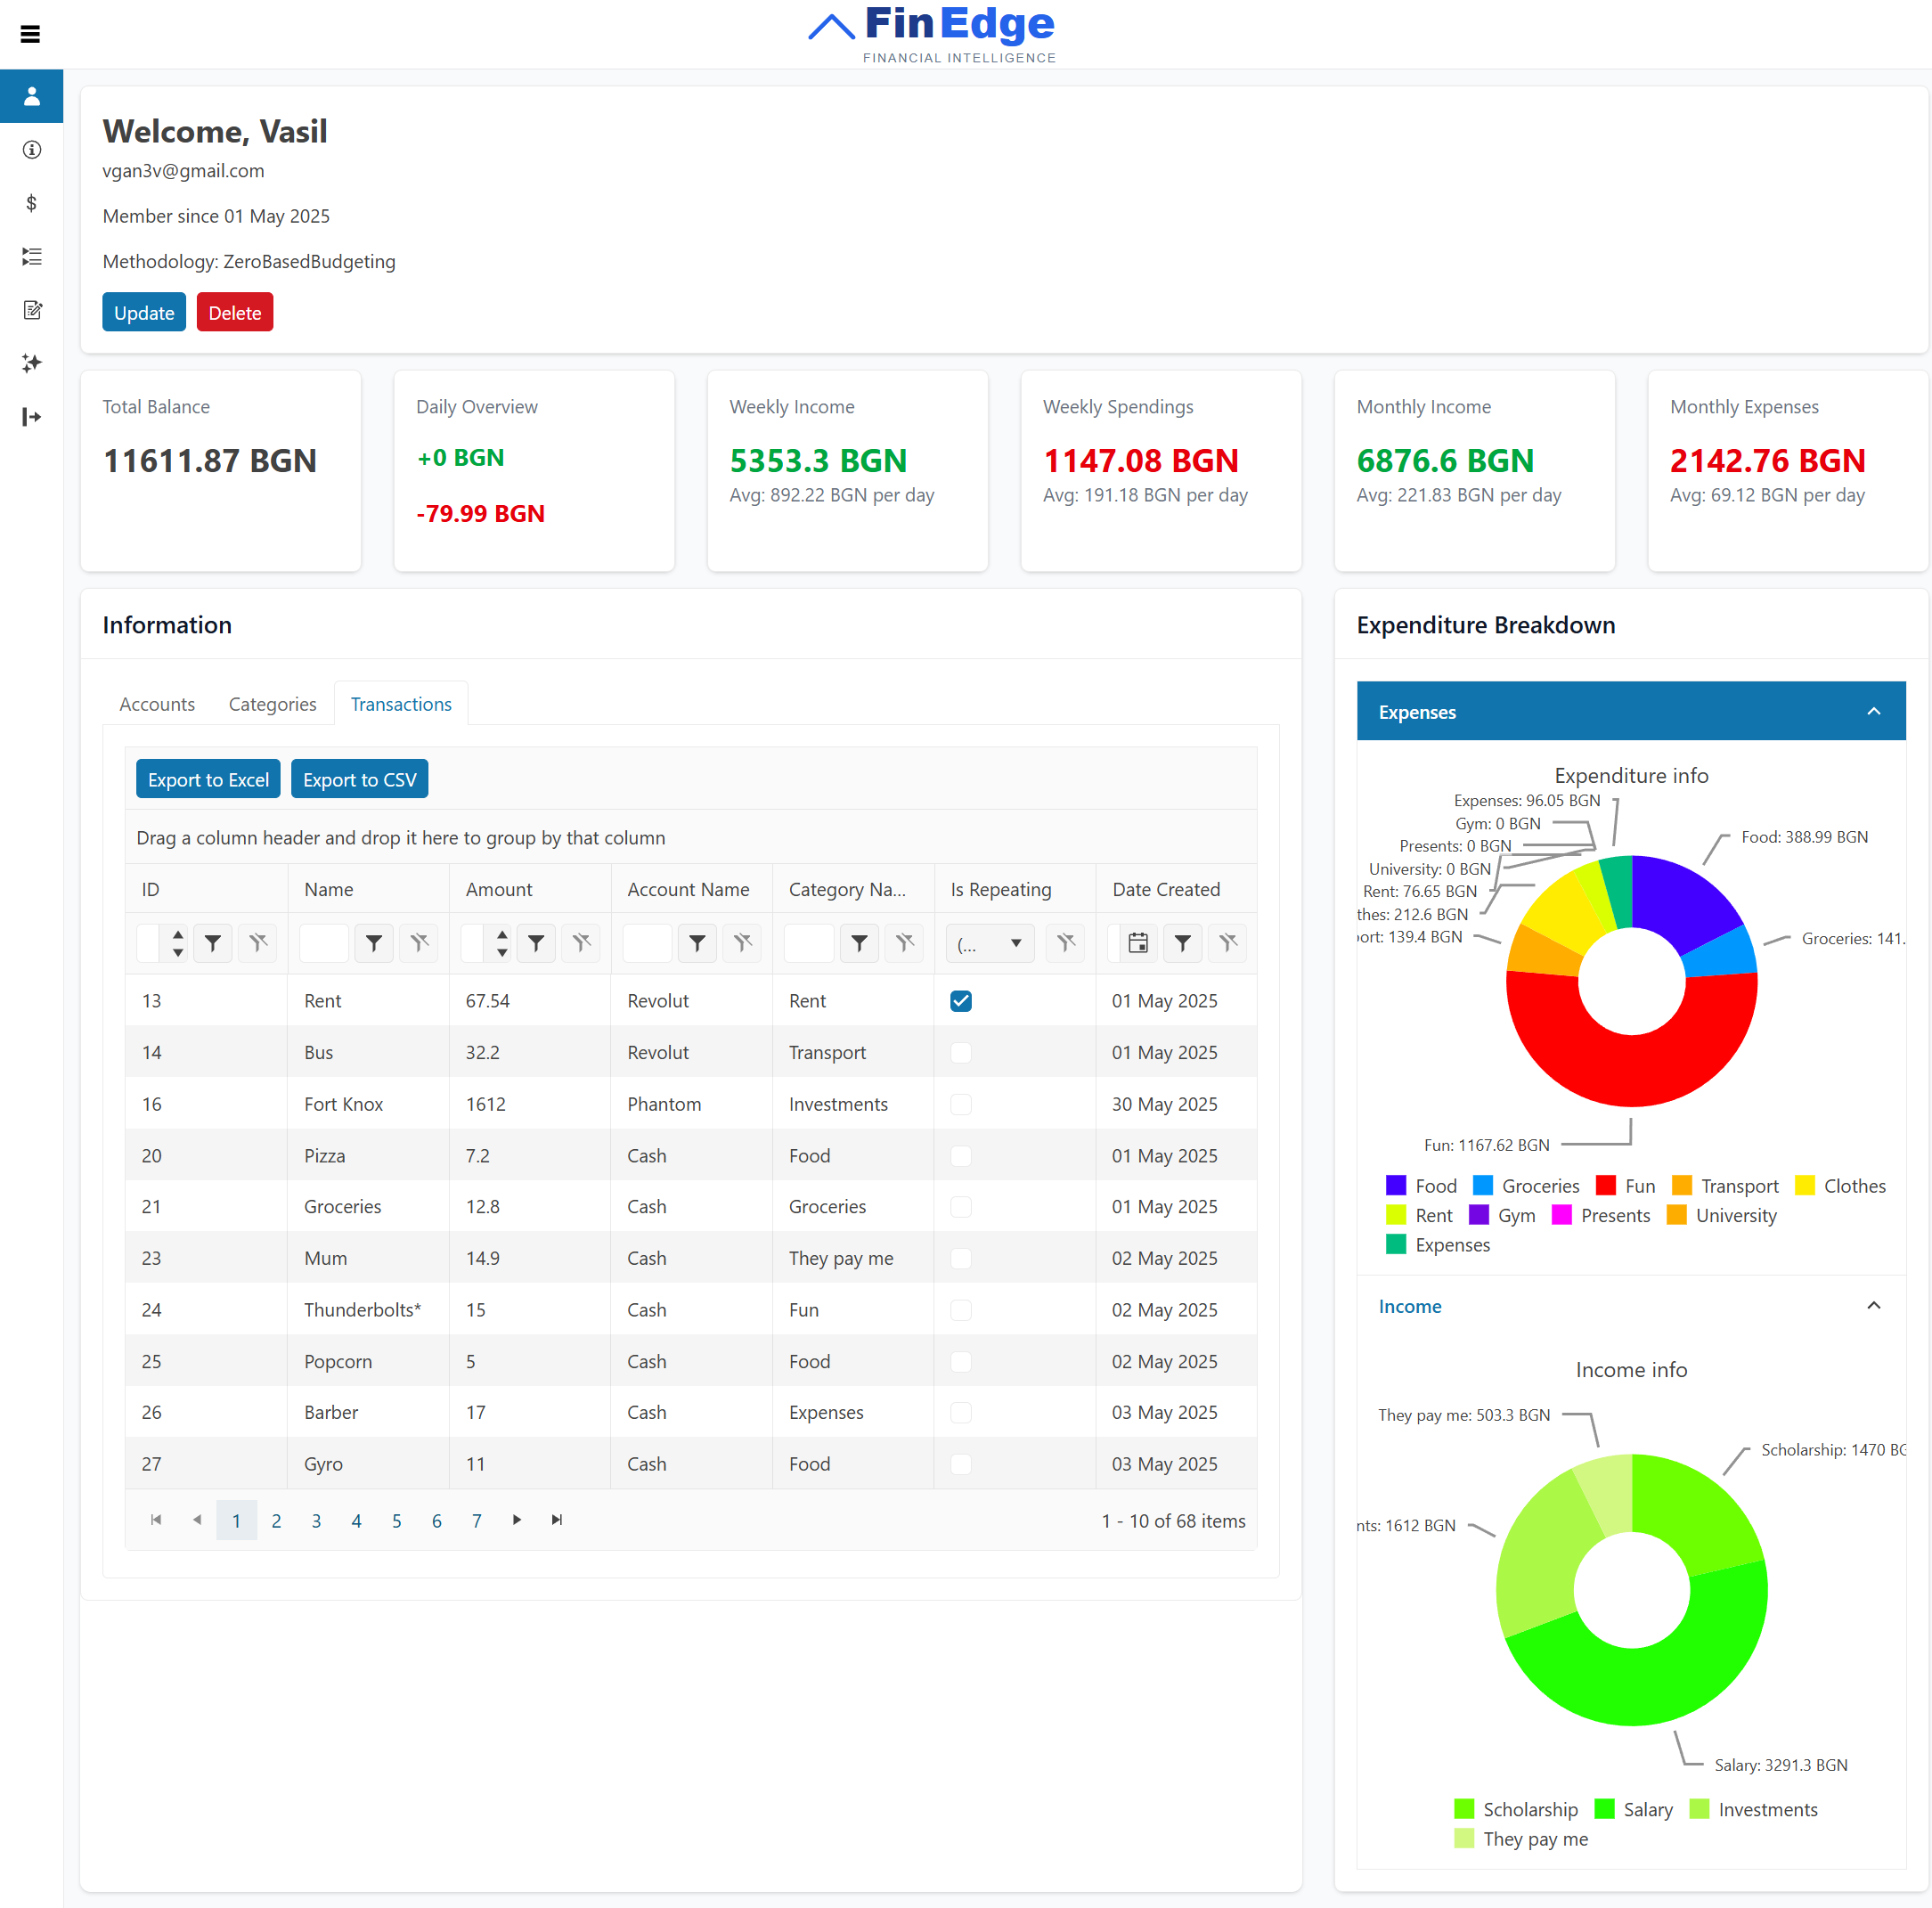 FinEdge
FINANCIAL INTELLIGENCE
Welcome, Vasil
vgan3v@gmail.com
Member since 01 May 2025
Methodology: ZeroBasedBudgeting
Update Delete
Total Balance
11611.87 BGN
Daily Overview
+0 BGN
-79.99 BGN
Weekly Income
5353.3 BGN
Avg: 892.22 BGN per day
Weekly Spendings
1147.08 BGN
Avg: 191.18 BGN per day
Monthly Income
6876.6 BGN
Avg: 221.83 BGN per day
Monthly Expenses
2142.76 BGN
Avg: 69.12 BGN per day
Information
Accounts Categories Transactions
Export to Excel Export to CSV
Drag a column header and drop it here to group by that column
ID Name Amount Account Name Category Na... Is Repeating Date Created
(...
13 Rent 67.54 Revolut Rent 01 May 2025
14 Bus 32.2 Revolut Transport 01 May 2025
16 Fort Knox 1612 Phantom Investments 30 May 2025
20 Pizza 7.2 Cash Food 01 May 2025
21 Groceries 12.8 Cash Groceries 01 May 2025
23 Mum 14.9 Cash They pay me 02 May 2025
24 Thunderbolts* 15 Cash Fun 02 May 2025
25 Popcorn 5 Cash Food 02 May 2025
26 Barber 17 Cash Expenses 03 May 2025
27 Gyro 11 Cash Food 03 May 2025
1 2 3 4 5 6 7 1 - 10 of 68 items
Expenditure Breakdown
Expenses
Expenditure info
Expenses: 96.05 BGN
Gym: 0 BGN
Food: 388.99 BGN
Presents: 0 BGN
University: 0 BGN
Rent: 76.65 BGN
thes: 212.6 BGN
ort: 139.4 BGN
Groceries: 141.
Fun: 1167.62 BGN
Food Groceries Fun Transport Clothes
Rent Gym Presents University
Expenses
Income
Income info
They pay me: 503.3 BGN
Scholarship: 1470 BG
nts: 1612 BGN
Salary: 3291.3 BGN
Scholarship Salary Investments
They pay me